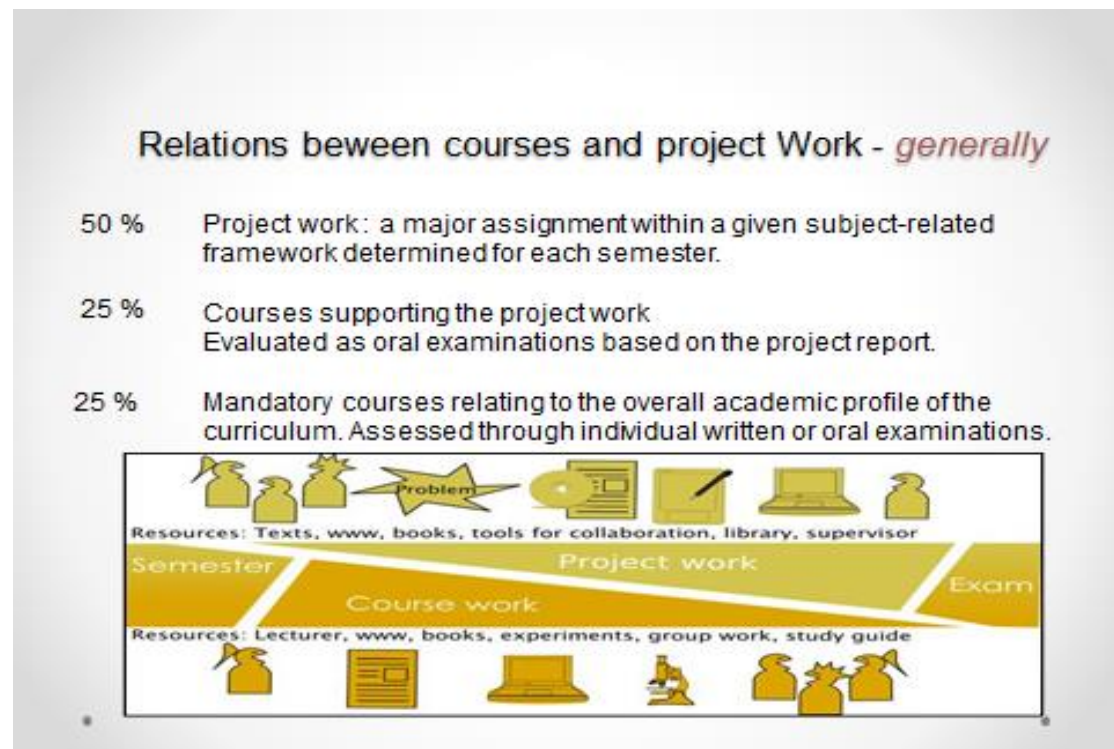 Relations beween courses and project Work - generally
50 % Project work: a major assignment within a given subject-related
framework determined for each semester.
25 % Courses supporting the project work
Evaluated as oral examinations based on the project report.
25 % Mandatory courses relating to the overall academic profile of the
curriculum. Assessed through individual written or oral examinations.
Problem
Resources: Texts, www, books, tools for collaboration, library, supervisor
Semester
Project work
Exam
Course work
Resources: Lecturer, www, books, experiments, group work, study guide